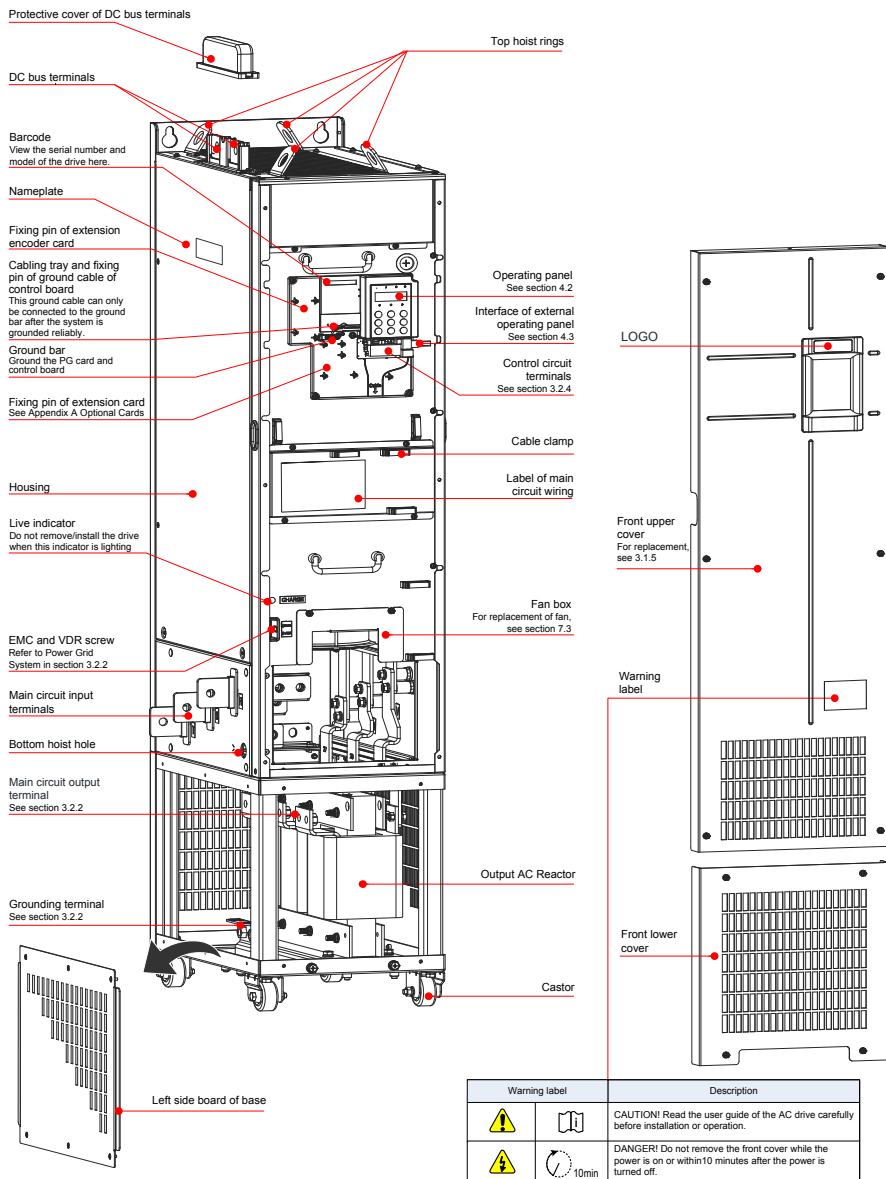 Protective cover of DC bus terminals
DC bus terminals
Barcode
View the serial number and
model of the drive here.
Nameplate
Fixing pin of extension
encoder card
Cabling tray and fixing
pin of ground cable of
control board
This ground cable can only
be connected to the ground
bar after the system is
grounded reliably.
Ground bar
Ground the PG card and
control board
Fixing pin of extension card
See Appendix A Optional Cards
Housing
Live indicator
Do not remove/install the drive
when this indicator is lighting
EMC and VDR screw
Refer to Power Grid
System in section 3.2.2
Main circuit input
terminals
Bottom hoist hole
Main circuit output
terminal
See section 3.2.2
Grounding terminal
See section 3.2.2
Left side board of base
Top hoist rings
Operating panel
See section 4.2
Interface of external
operating panel
See section 4.3
Control circuit
terminals
See section 3.2.4
Cable clamp
Label of main
circuit wiring
CHARGE
Fan box
For replacement of fan,
see section 7.3
Output AC Reactor
Castor
LOGO
Front upper
cover
For replacement,
see 3.1.5
Warning
label
Front lower
cover
Warning label Description
CAUTION! Read the user guide of the AC drive carefully
before installation or operation.
10min
DANGER! Do not remove the front cover while the
power is on or within10 minutes after the power is
turned off.